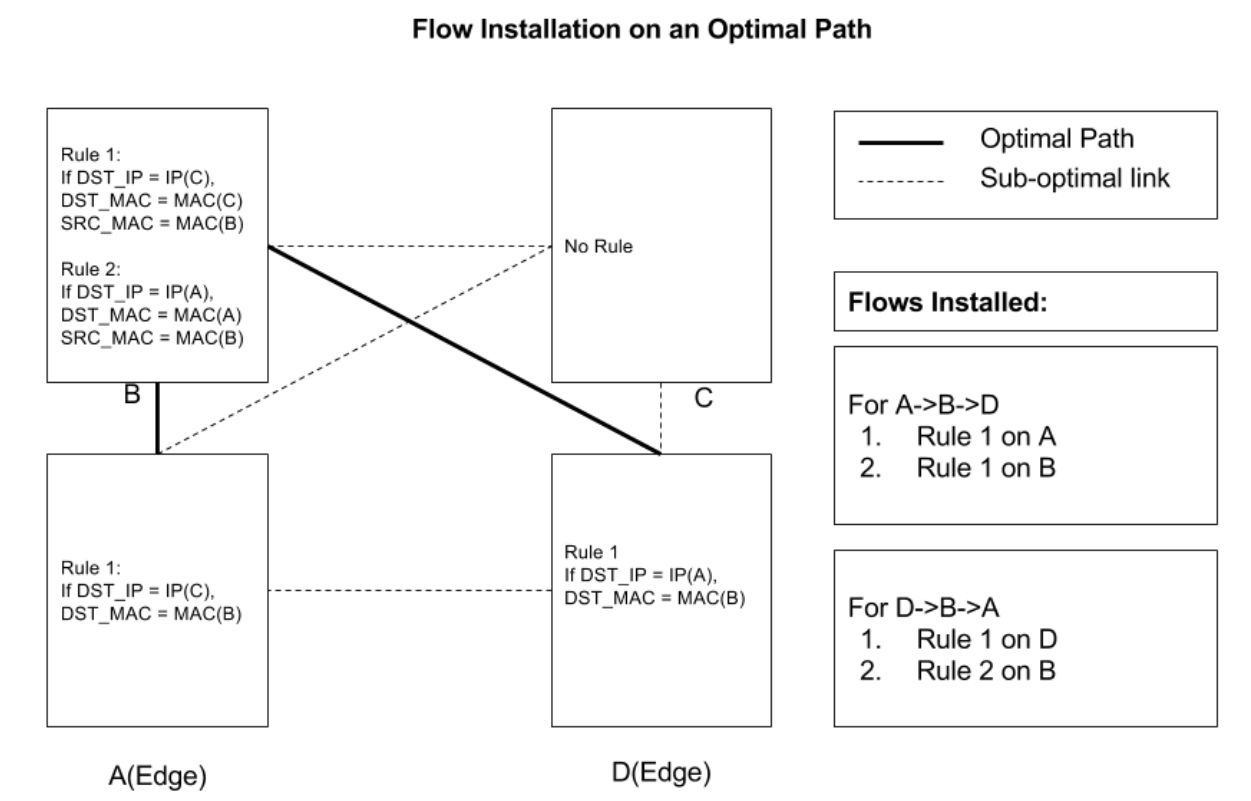 Flow Installation on an Optimal Path
Rule 1:
If DST_IP = IP(C),
DST_MAC = MAC(C)
SRC_MAC = MAC(B)
Rule 2:
If DST_IP = IP(A),
DST_MAC = MAC(A)
SRC_MAC = MAC(B)
B
No Rule
C
Rule 1:
If DST_IP = IP(C),
DST_MAC = MAC(B)
A(Edge)
Rule 1
If DST_IP = IP(A),
DST_MAC = MAC(B)
D(Edge)
Optimal Path
Sub-optimal link
Flows Installed:
For A->B->D
1. Rule 1 on A
2. Rule 1 on B
For D->B->A
1. Rule 1 on D
2. Rule 2 on B